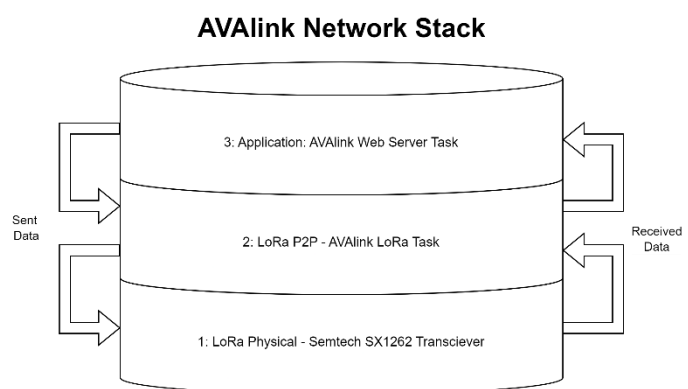 AVAlink Network Stack
3: Application: AVAlink Web Server Task
Sent
Data
2: LoRa P2P - AVAlink LoRa Task
Received
Data
1: LoRa Physical - Semtech SX1262 Transciever